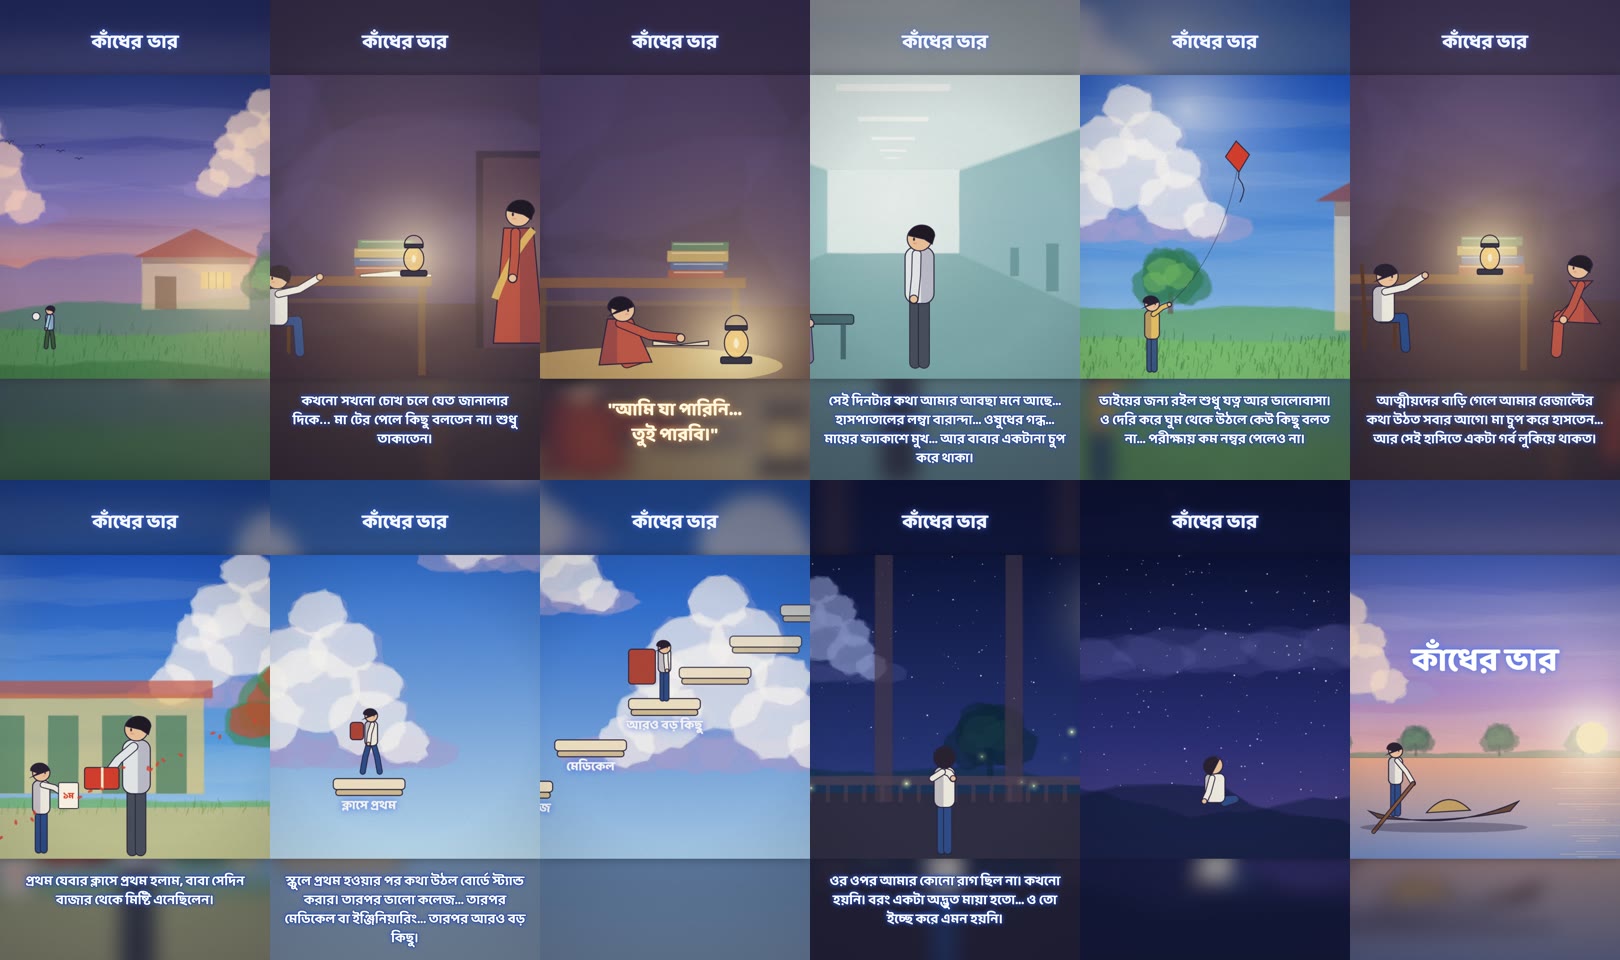 কাঁধের ভার
কাঁধের ভার
কখনো সখনো চোখ চলে যেত জানালার
দিকে... মা টের পেলে কিছু বলতেন না। শুধু
তাকাতেন।
কাঁধের ভার
"আমি যা পারিনি...
তুই পারবি।"
কাঁধের ভার
সেই দিনটার কথা আমার আবছা মনে আছে...
হাসপাতালের লম্বা বারান্দা... ওষুধের গন্ধ...
মায়ের ফ্যাকাশে মুখ... আর বাবার একটানা চুপ
করে থাকা।
কাঁধের ভার
ভাইয়ের জন্য রইল শুধু যত্ন আর ভালোবাসা।
ও দেরি করে ঘুম থেকে উঠলে কেউ কিছু বলত
না... পরীক্ষায় কম নম্বর পেলেও না।
কাঁধের ভার
আত্মীয়দের বাড়ি গেলে আমার রেজাল্টের
কথা উঠত সবার আগে। মা চুপ করে হাসতেন...
আর সেই হাসিতে একটা গর্ব লুকিয়ে থাকত।
কাঁধের ভার
১ম
প্রথম যেবার ক্লাসে প্রথম হলাম, বাবা সেদিন
বাজার থেকে মিষ্টি এনেছিলেন।
কাঁধের ভার
ক্লাসে প্রথম
স্কুলে প্রথম হওয়ার পর কথা উঠল বোর্ডে স্ট্যান্ড
করার। তারপর ভালো কলেজ... তারপর
মেডিকেল বা ইঞ্জিনিয়ারিং... তারপর আরও বড়
কিছু।
কাঁধের ভার
আরও বড় কিছু
মেডিকেল
জ
কাঁধের ভার
ওর ওপর আমার কোনো রাগ ছিল না। কখনো
হয়নি। বরং একটা অদ্ভুত মায়া হতো... ও তো
ইচ্ছে করে এমন হয়নি।
কাঁধের ভার
কাঁধের ভার